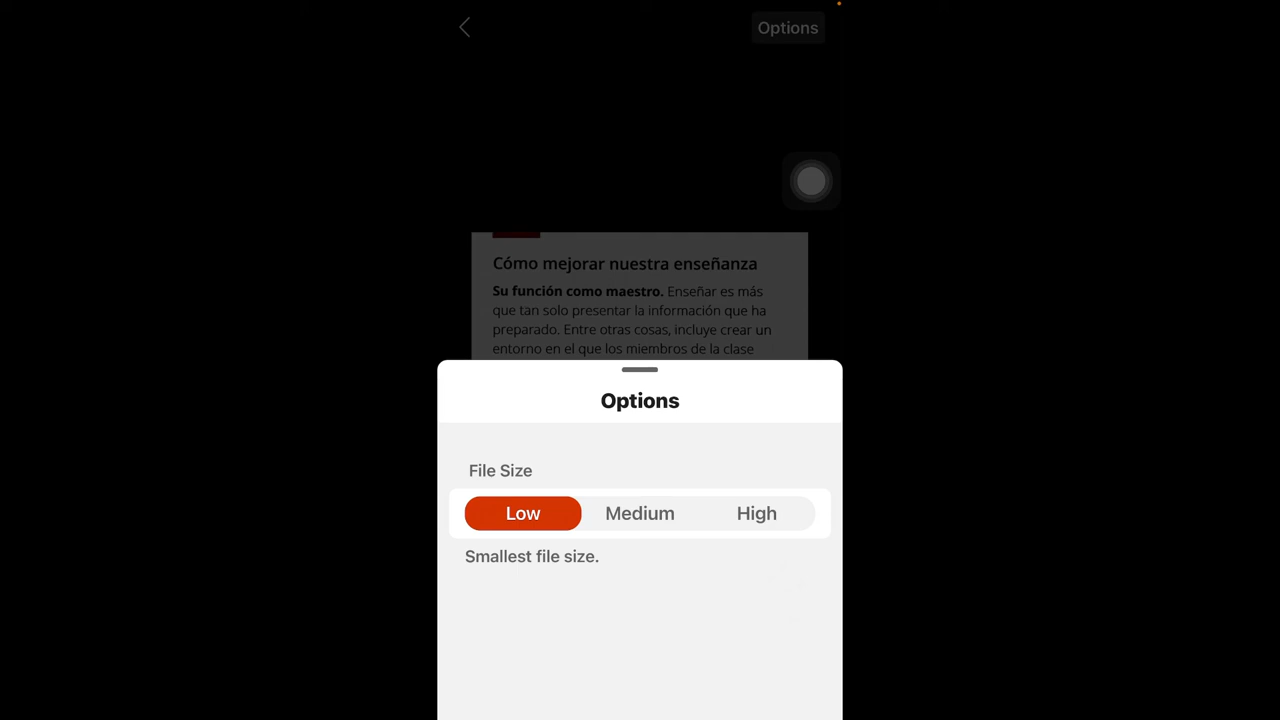 Options
Cómo mejorar nuestra enseñanza
Su función como maestro. Enseñar es más
que tan solo presentar la información que ha
preparado. Entre otras cosas, incluye crear un
entorno en el que los miembros de la clase
Options
File Size
Low Medium High
Smallest file size.